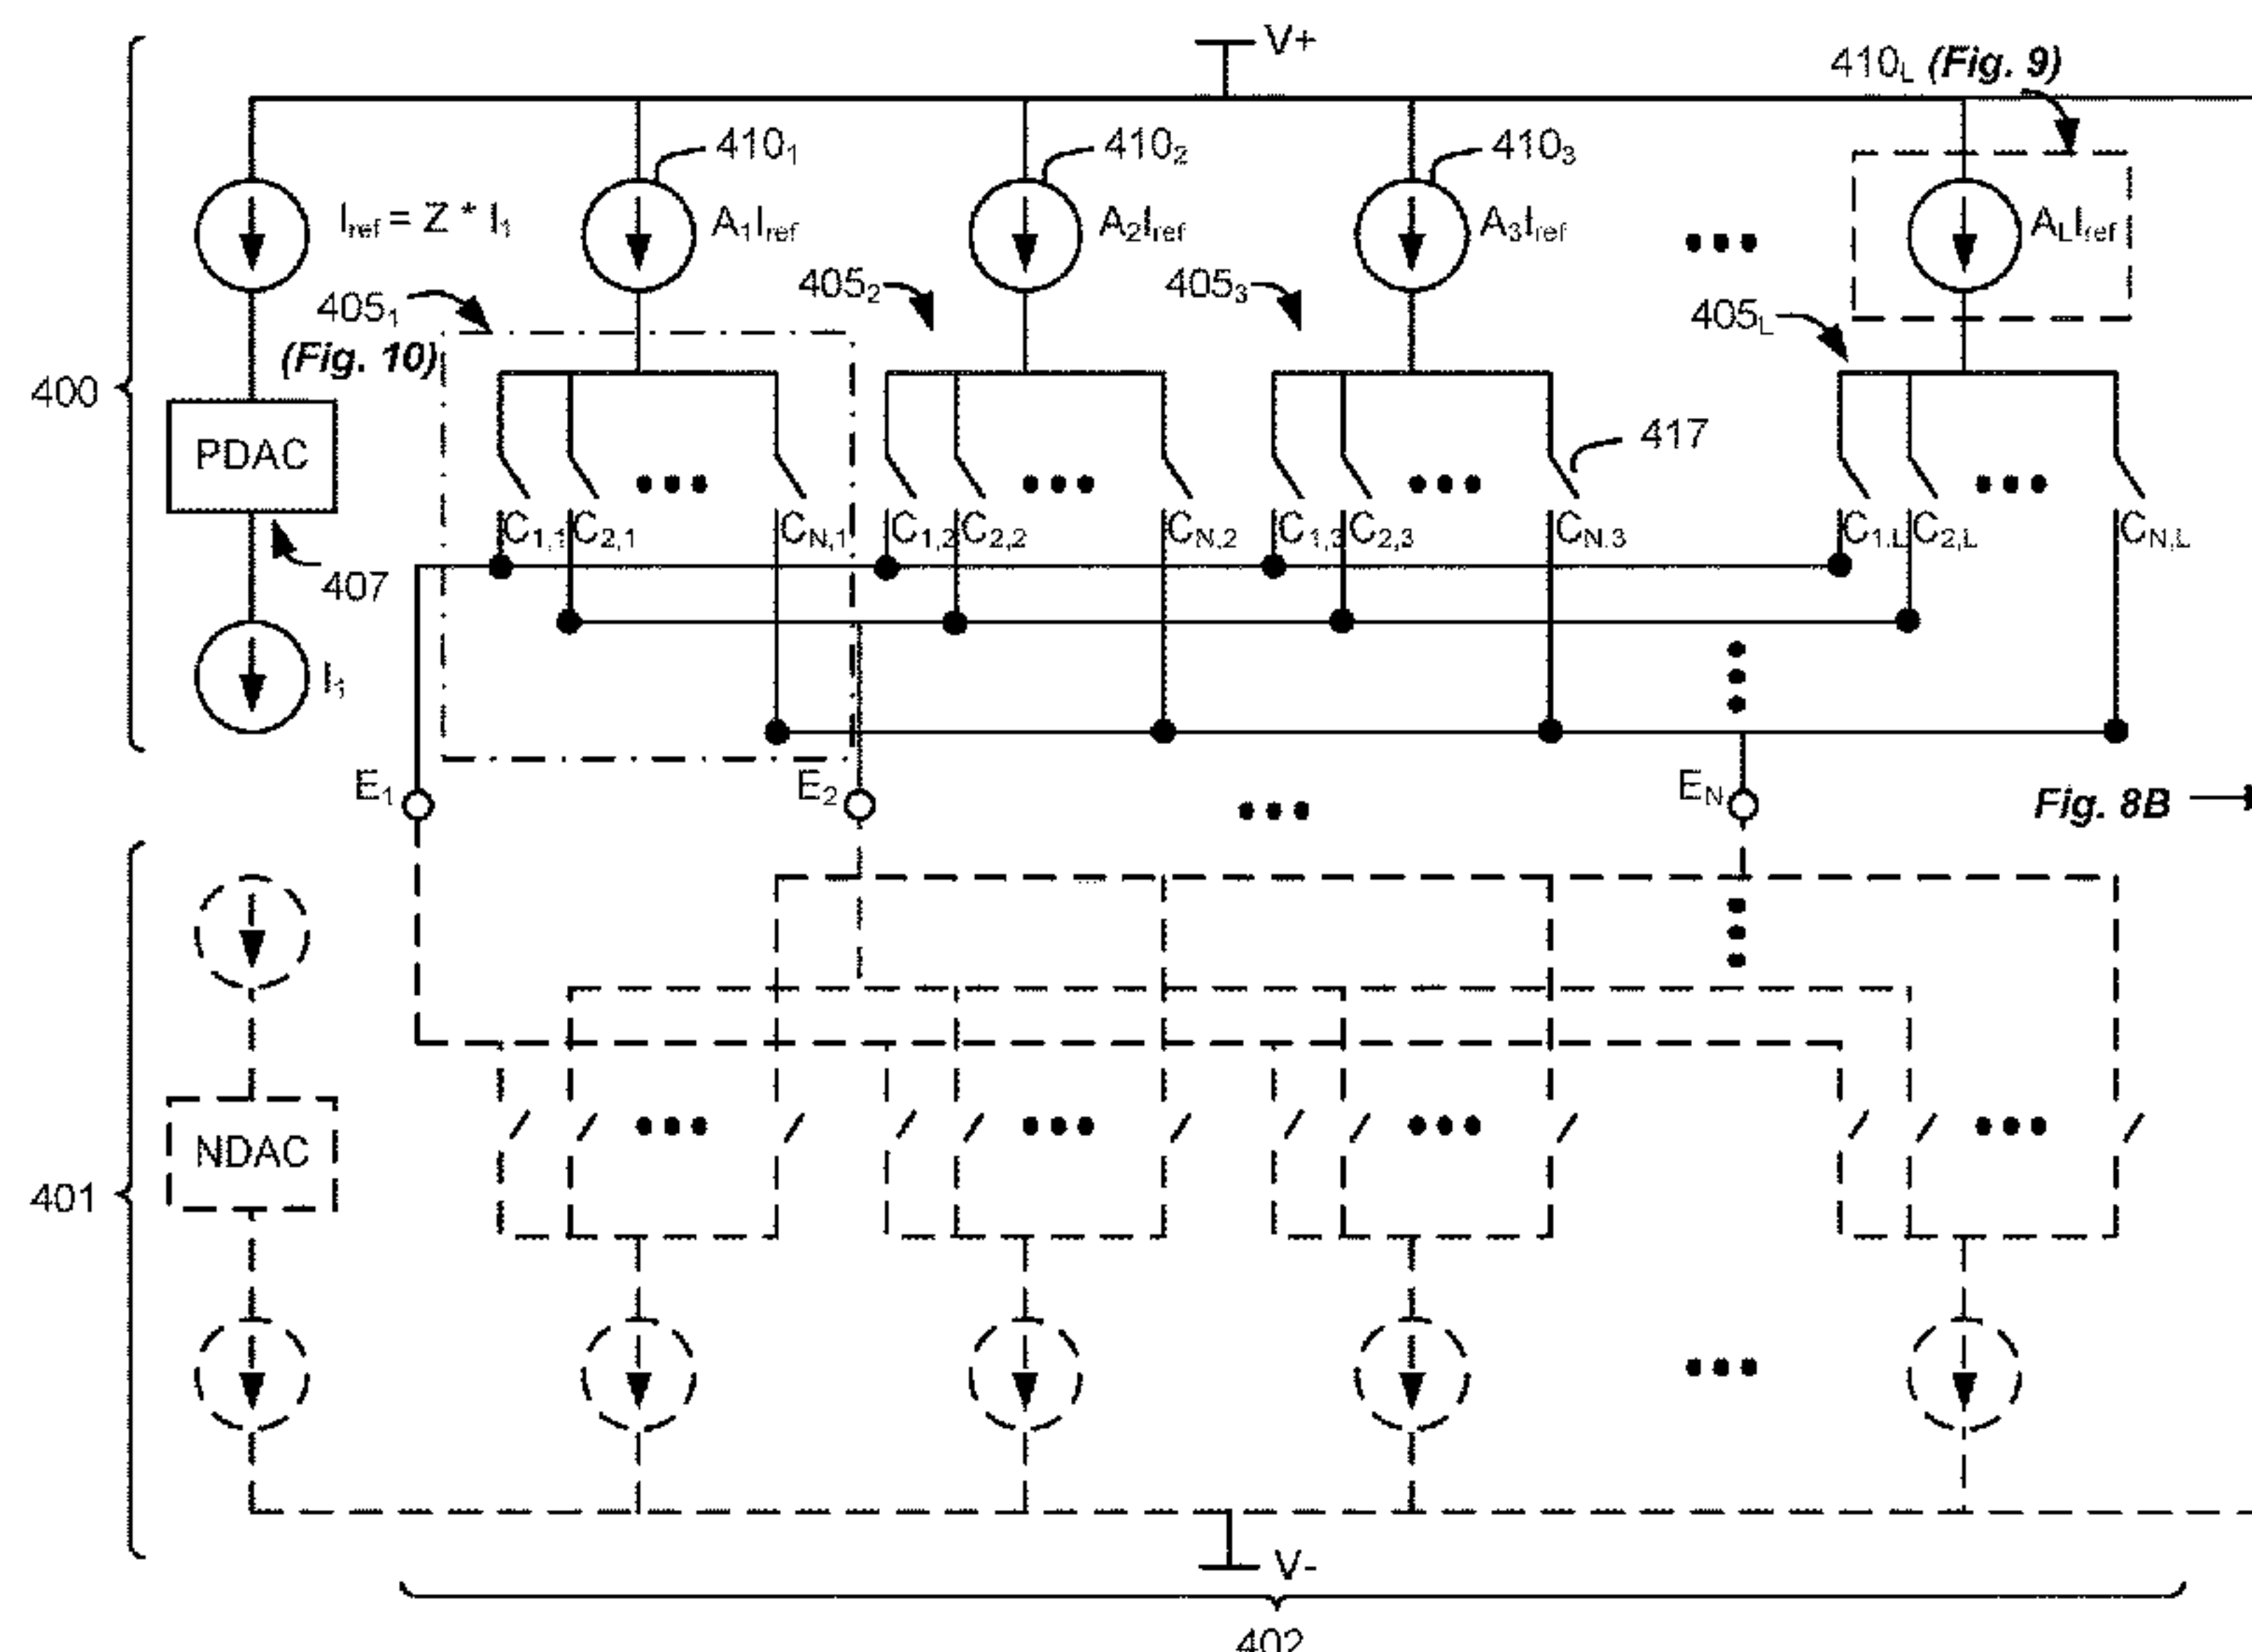 V+
410L (Fig. 9)
410₁
410₂
410₃
Iref = Z * I₁
A₁Iref
A₂Iref
A₃Iref
ALIref
405₁
(Fig. 10)
405₂
405₃
405L
400
PDAC
417
C₁,₁
C₂,₁
CN,₁
C₁,₂
C₂,₂
CN,₂
C₁,₃
C₂,₃
CN,₃
C₁,L
C₂,L
CN,L
407
I₁
E₁
E₂
EN
Fig. 8B
401
NDAC
V-
402